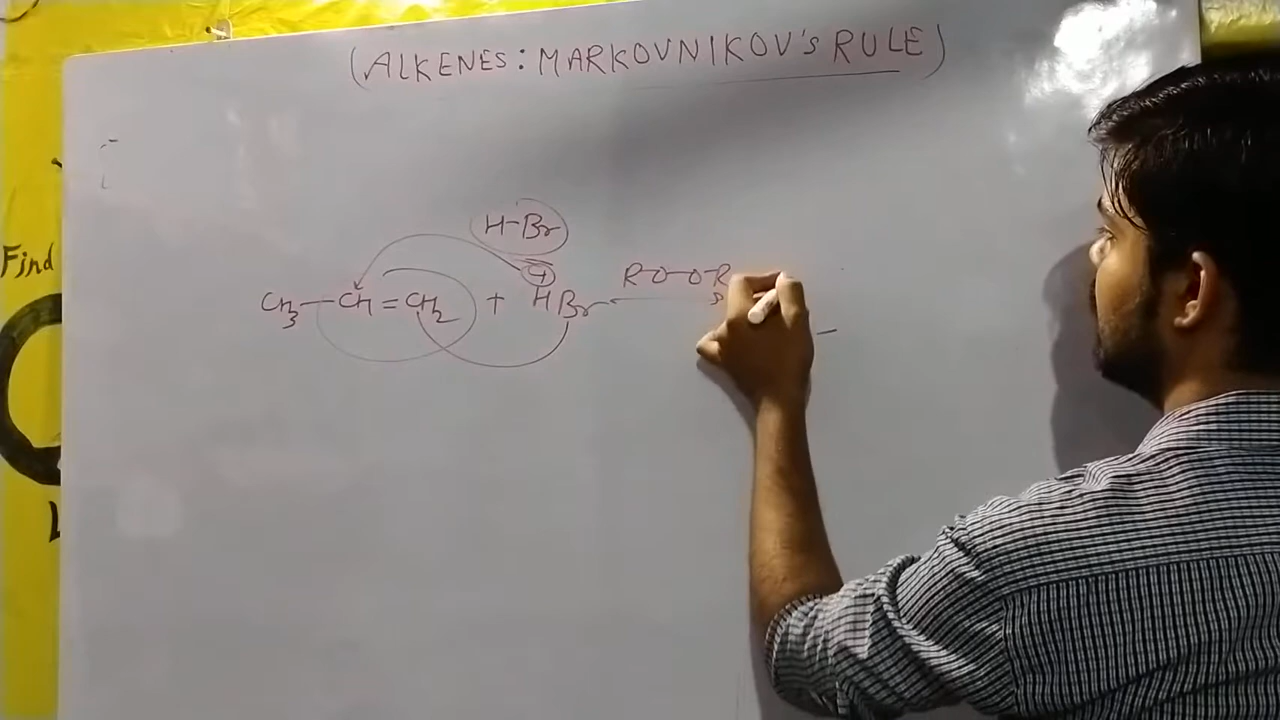 (ALKENES: MARKOVNIKOV'S RULE)
Find
H-Br
CH3—CH=CH2 + HBr R-O-O-R